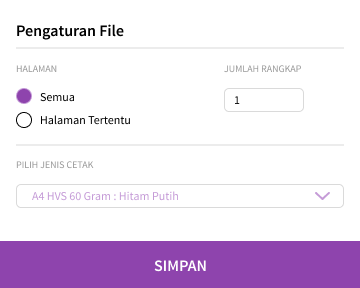 Pengaturan File
HALAMAN
JUMLAH RANGKAP
Semua
1
Halaman Tertentu
PILIH JENIS CETAK
A4 HVS 60 Gram : Hitam Putih
SIMPAN